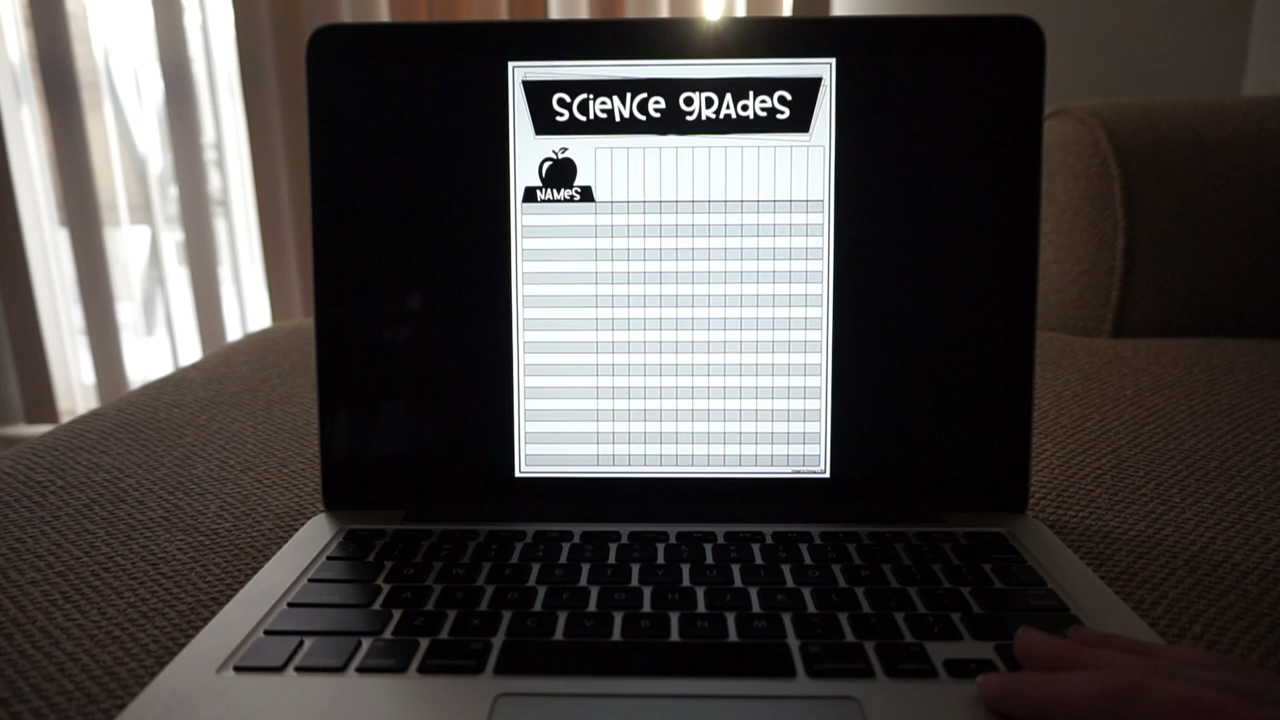 SCIENCE GRADES
NAMES
Q W E R T Y U I O P
A S D F G H J K L
Z X C V B N M